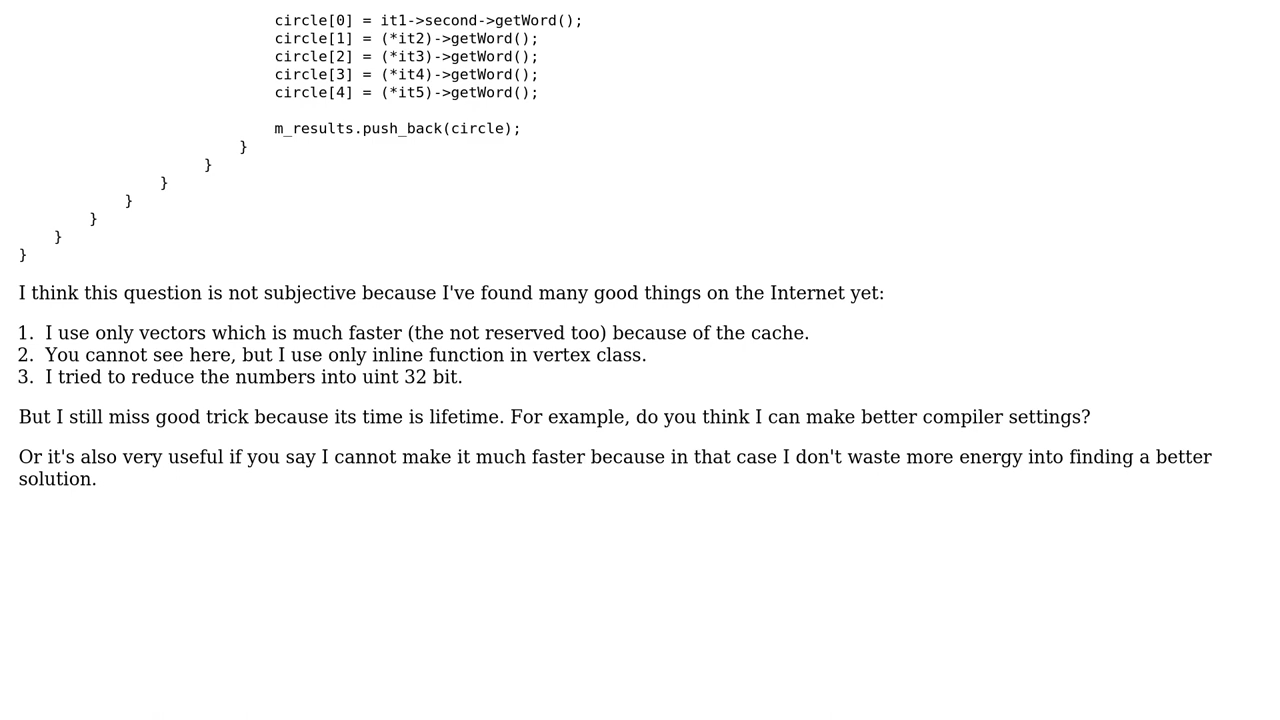 circle[0] = it1->second->getWord();
circle[1] = (*it2)->getWord();
circle[2] = (*it3)->getWord();
circle[3] = (*it4)->getWord();
circle[4] = (*it5)->getWord();
m_results.push_back(circle);
}
}
}
}
}
}
}
I think this question is not subjective because I've found many good things on the Internet yet:
1. I use only vectors which is much faster (the not reserved too) because of the cache.
2. You cannot see here, but I use only inline function in vertex class.
3. I tried to reduce the numbers into uint 32 bit.
But I still miss good trick because its time is lifetime. For example, do you think I can make better compiler settings?
Or it's also very useful if you say I cannot make it much faster because in that case I don't waste more energy into finding a better
solution.